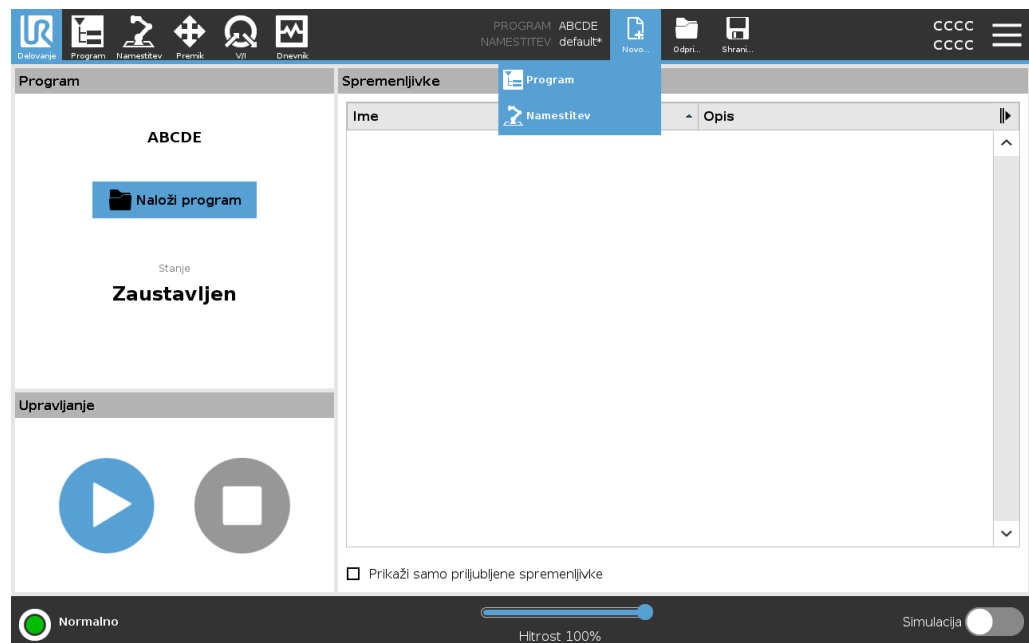 UR
Delovanje
Program
Namestitev
Premik
V/I
Dnevnik
PROGRAM ABCDE
NAMESTITEV default*
Novo...
Odpri...
Shrani...
CCCC
CCCC
Program
Namestitev
Program
Spremenljivke
Ime
Opis
ABCDE
Naloži program
Stanje
Zaustavljen
Upravljanje
Prikaži samo priljubljene spremenljivke
Normalno
Hitrost 100%
Simulacija